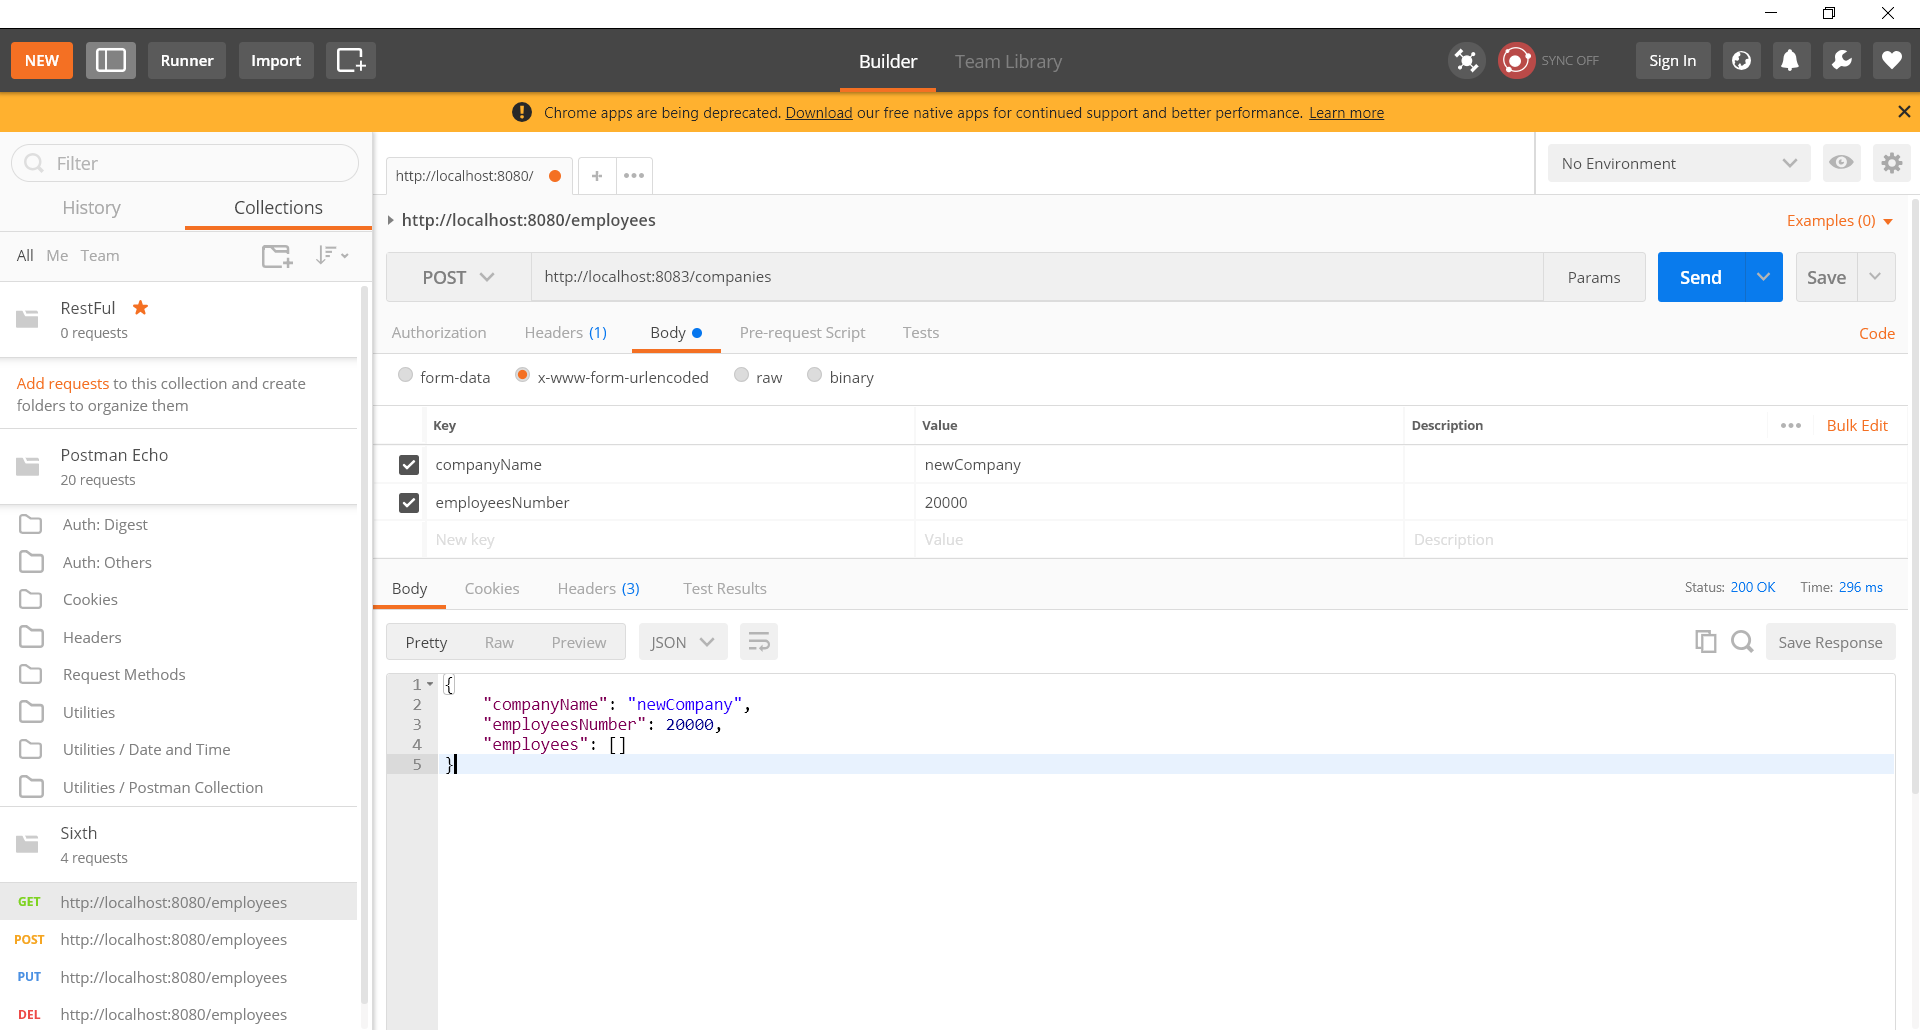 NEW Runner Import Builder Team Library SYNC OFF Sign In
Chrome apps are being deprecated. Download our free native apps for continued support and better performance. Learn more
Filter
History Collections
All Me Team
RestFul
0 requests
Add requests to this collection and create
folders to organize them
Postman Echo
20 requests
Auth: Digest
Auth: Others
Cookies
Headers
Request Methods
Utilities
Utilities / Date and Time
Utilities / Postman Collection
Sixth
4 requests
GET http://localhost:8080/employees
POST http://localhost:8080/employees
PUT http://localhost:8080/employees
DEL http://localhost:8080/employees
http://localhost:8080/ + •••
No Environment
http://localhost:8080/employees
Examples (0)
POST http://localhost:8083/companies Params Send Save
Authorization Headers (1) Body Pre-request Script Tests Code
form-data x-www-form-urlencoded raw binary
Key Value Description ••• Bulk Edit
companyName newCompany
employeesNumber 20000
New key Value Description
Body Cookies Headers (3) Test Results Status: 200 OK Time: 296 ms
Pretty Raw Preview JSON Save Response
1 {
2 "companyName": "newCompany",
3 "employeesNumber": 20000,
4 "employees": []
5 }